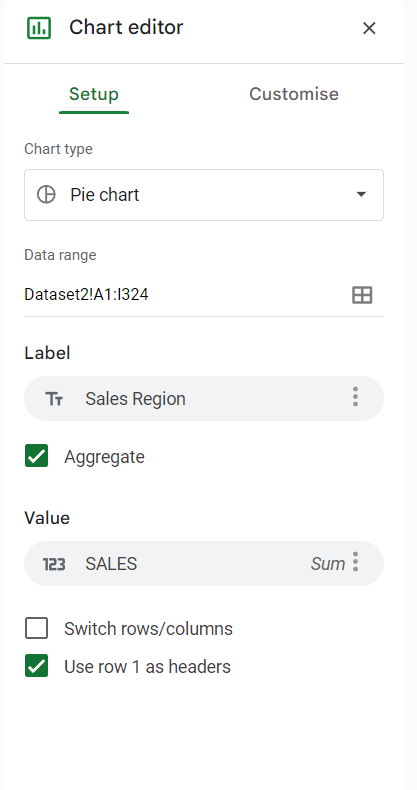 Chart editor
Setup Customise
Chart type
Pie chart
Data range
Dataset2!A1:I324
Label
Tт Sales Region
Aggregate
Value
123 SALES Sum
Switch rows/columns
Use row 1 as headers